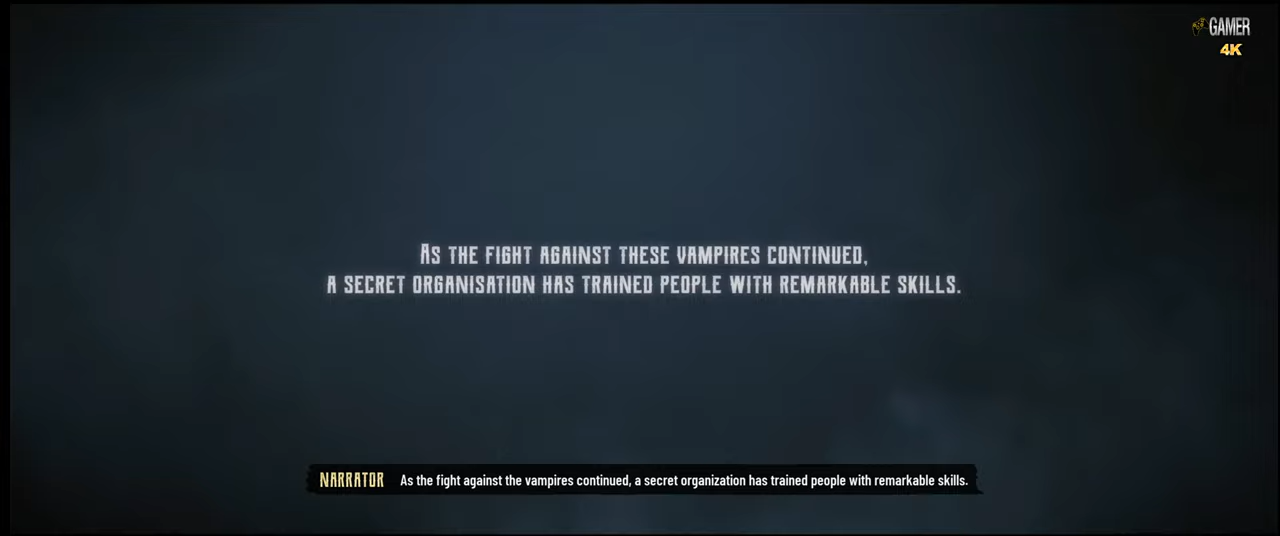 GAMER
4K
As the fight against these vampires continued,
a secret organisation has trained people with remarkable skills.
NARRATOR As the fight against the vampires continued, a secret organization has trained people with remarkable skills.